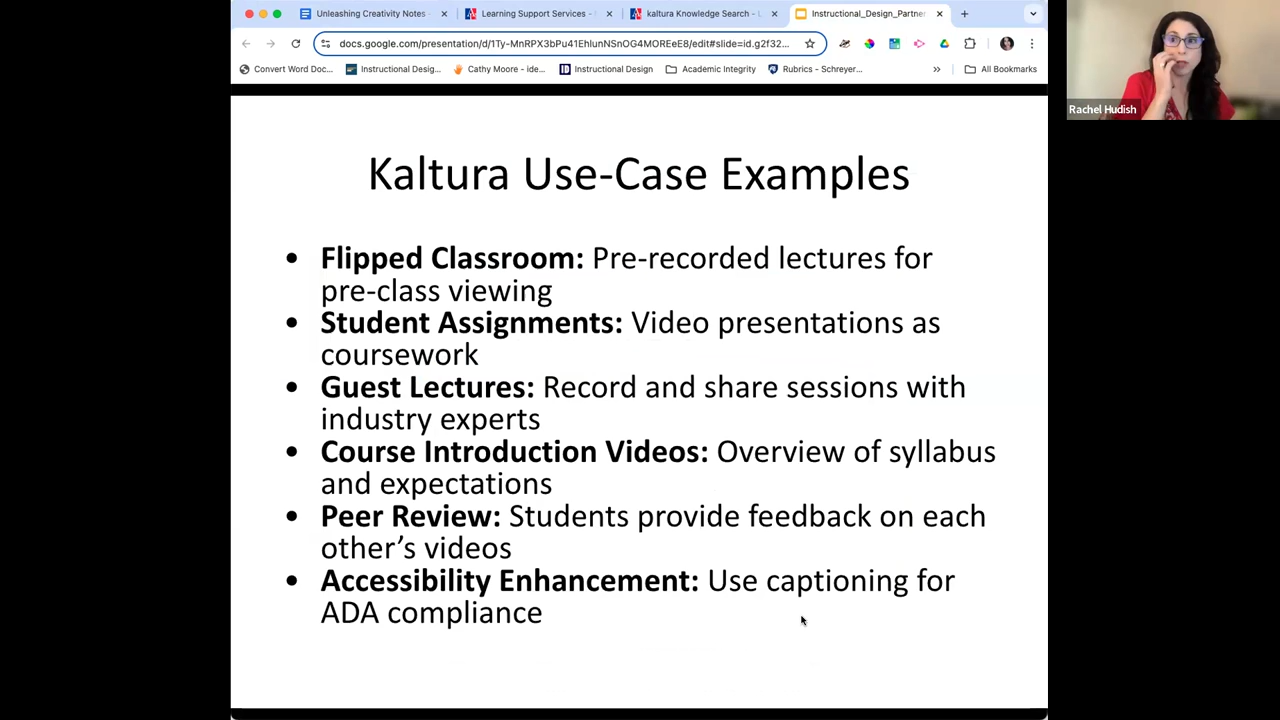 Unleashing Creativity Notes -
Learning Support Services -
kaltura Knowledge Search - L
Instructional_Design_Partner
docs.google.com/presentation/d/1Ty-MnRPX3bPu41EhlunNSnOG4MOREeE8/edit#slide=id.g2f32...
Convert Word Doc...
Instructional Desig...
Cathy Moore - ide...
Instructional Design
Academic Integrity
Rubrics - Schreyer...
All Bookmarks
Rachel Hudish
Kaltura Use-Case Examples
• Flipped Classroom: Pre-recorded lectures for
pre-class viewing
• Student Assignments: Video presentations as
coursework
• Guest Lectures: Record and share sessions with
industry experts
• Course Introduction Videos: Overview of syllabus
and expectations
• Peer Review: Students provide feedback on each
other's videos
• Accessibility Enhancement: Use captioning for
ADA compliance